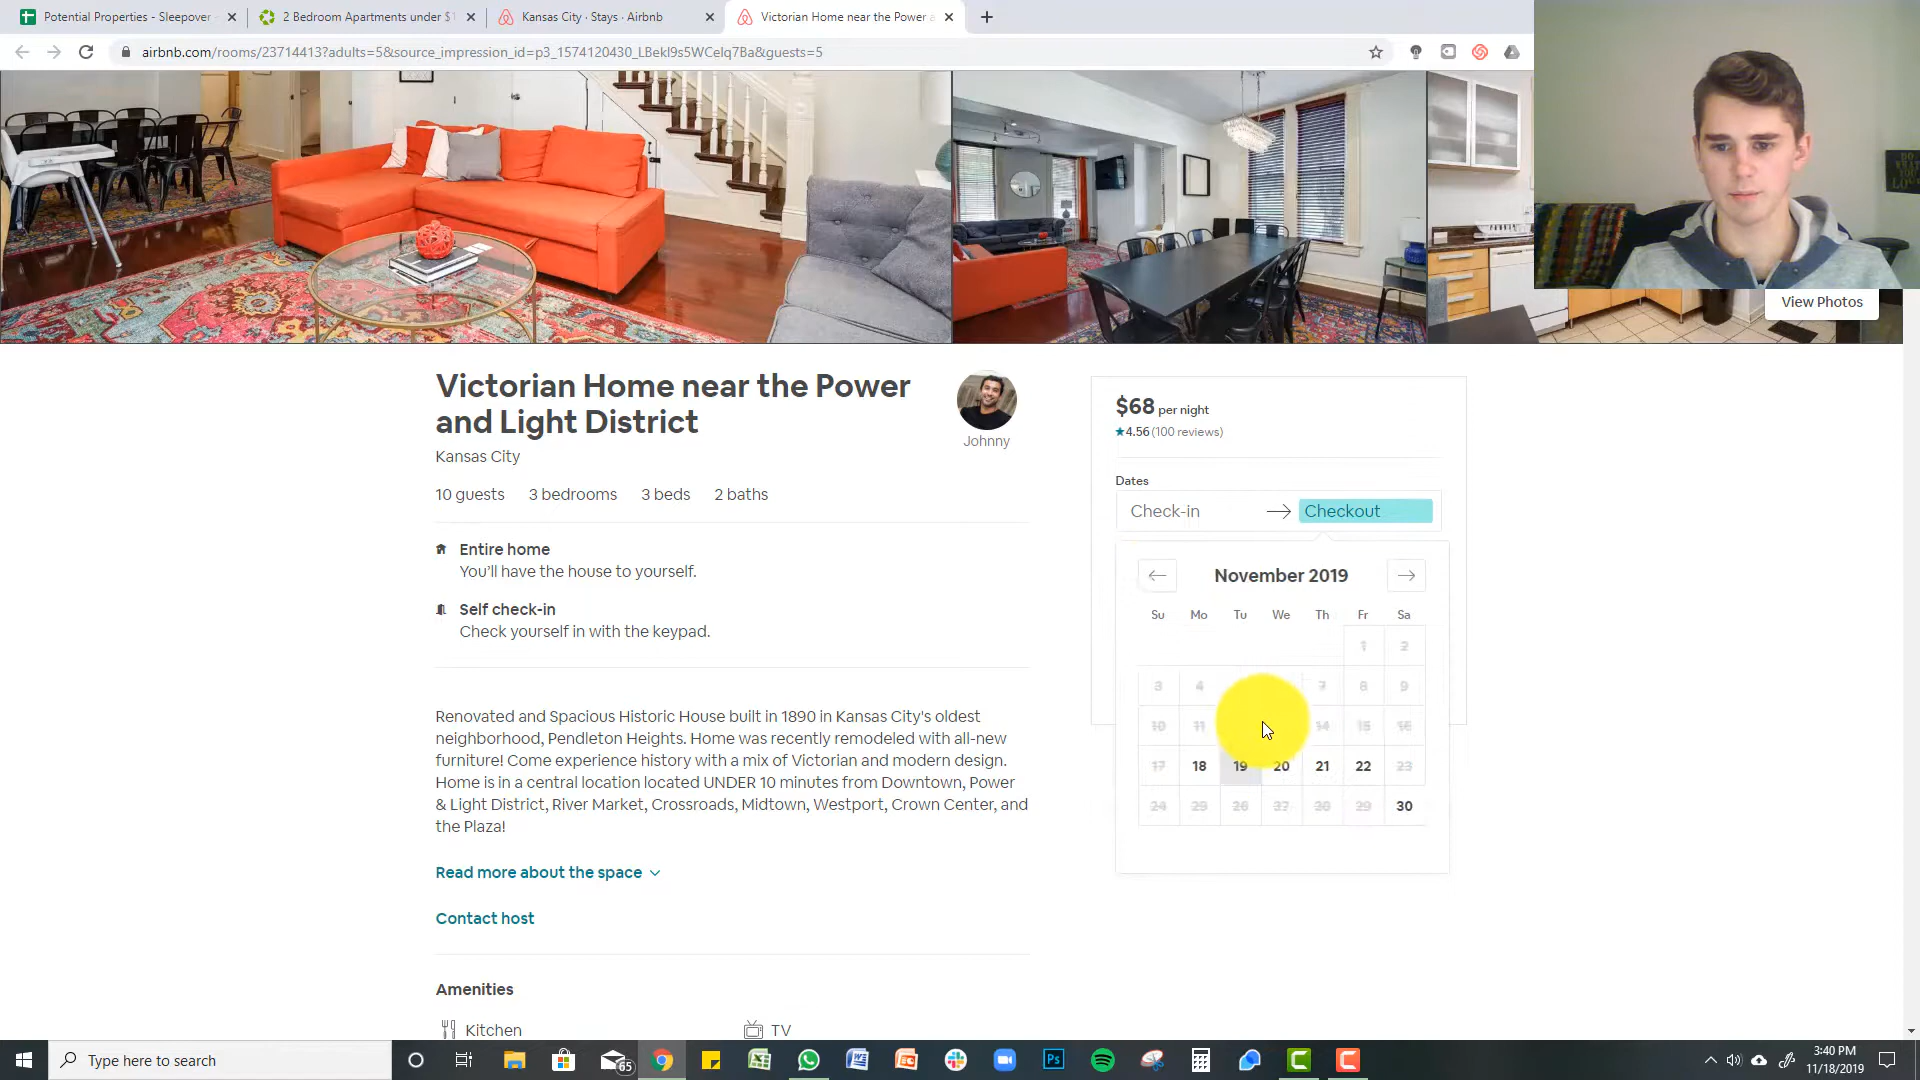 Potential Properties - Sleepover
2 Bedroom Apartments under $
Kansas City · Stays · Airbnb
Victorian Home near the Power
airbnb.com/rooms/23714413?adults=5&source_impression_id=p3_1574120430_LBekl9s5WCelq7Ba&guests=5
View Photos
Victorian Home near the Power
and Light District
Johnny
Kansas City
10 guests 3 bedrooms 3 beds 2 baths
Entire home
You'll have the house to yourself.
Self check-in
Check yourself in with the keypad.
Renovated and Spacious Historic House built in 1890 in Kansas City's oldest
neighborhood, Pendleton Heights. Home was recently remodeled with all-new
furniture! Come experience history with a mix of Victorian and modern design.
Home is in a central location located UNDER 10 minutes from Downtown, Power
& Light District, River Market, Crossroads, Midtown, Westport, Crown Center, and
the Plaza!
Read more about the space
Contact host
Amenities
Kitchen TV
$68 per night
4.56 (100 reviews)
Dates
Check-in → Checkout
← November 2019 →
Su Mo Tu We Th Fr Sa
1 2
3 4 7 8 9
10 11 14 15 16
17 18 19 20 21 22 23
24 25 26 27 28 29 30
Type here to search
65
3:40 PM
11/18/2019